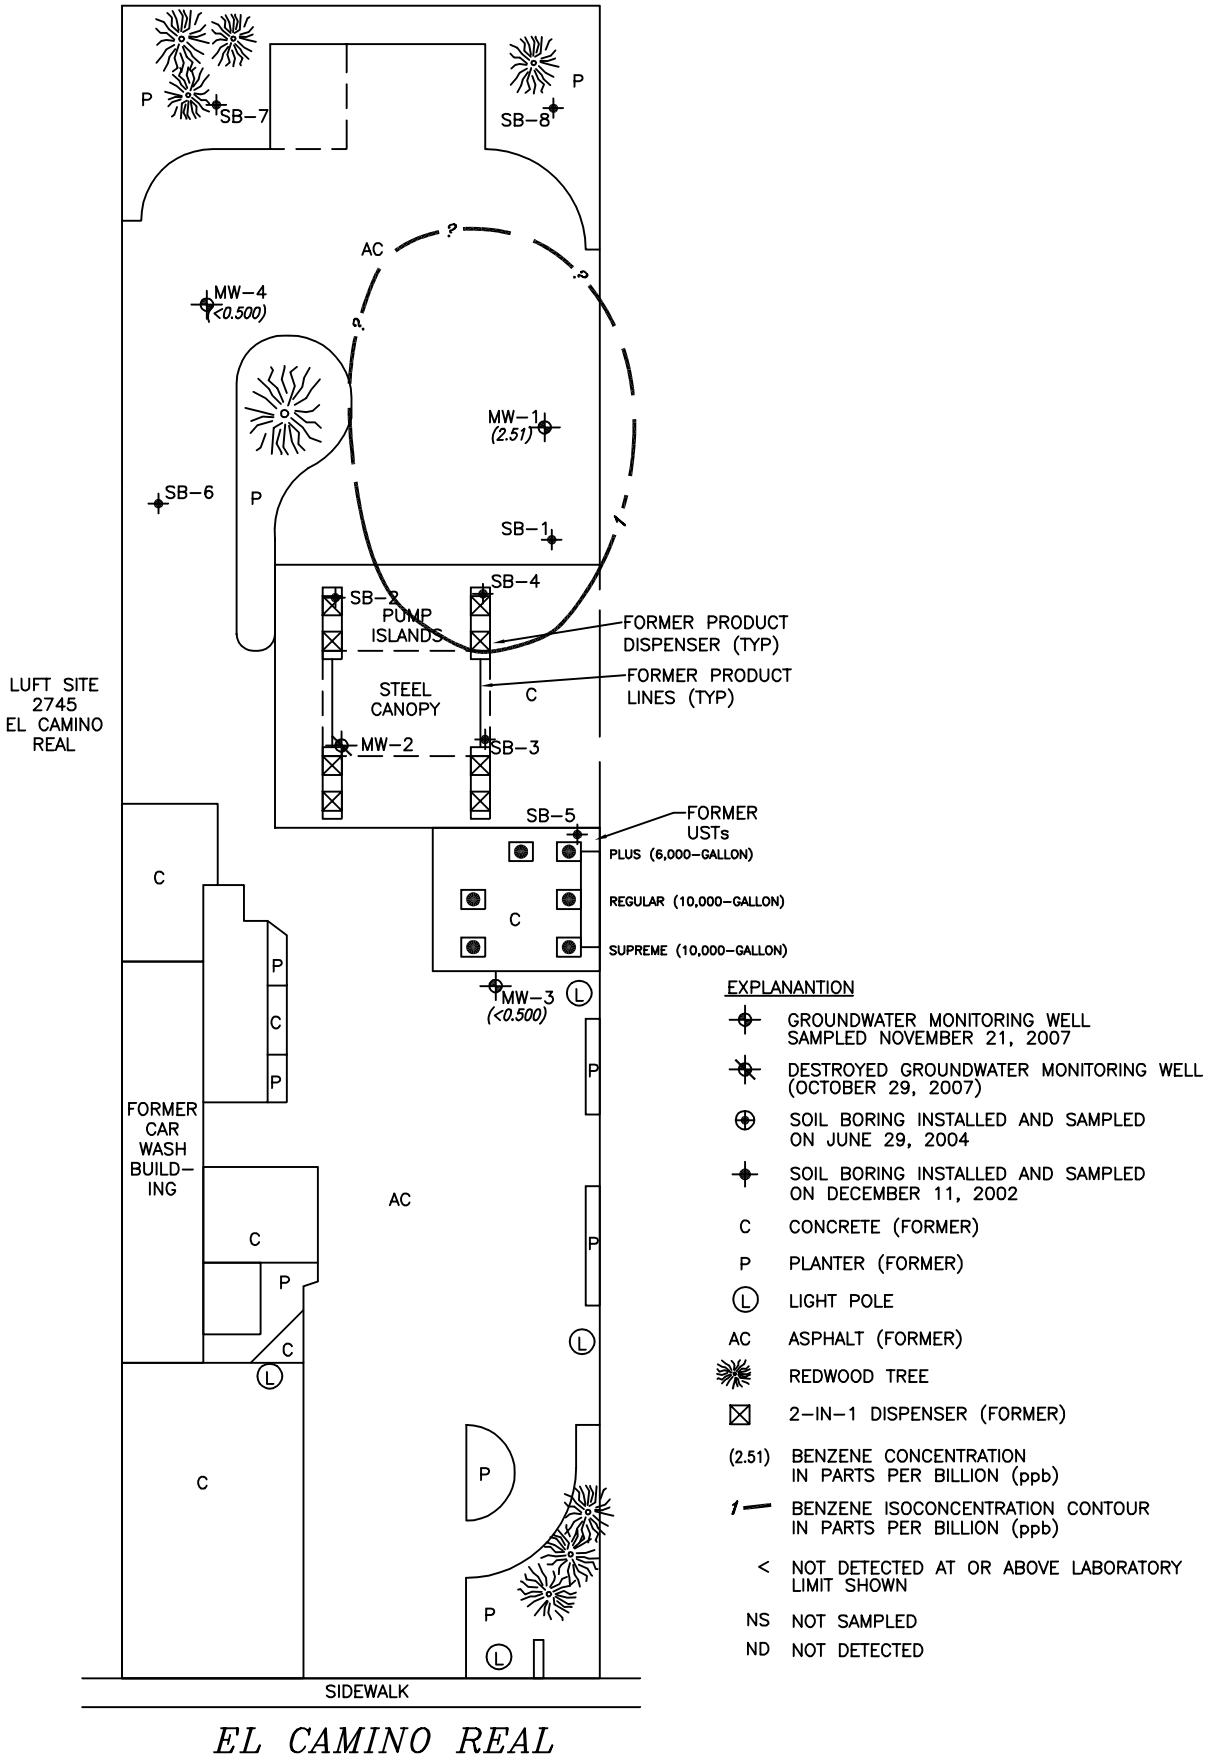 P
SB-7
SB-8
P
AC
?
?
?
MW-4
(<0.500)
MW-1
(2.51)
SB-6
P
SB-1
1
SB-4
SB-2
PUMP
ISLANDS
FORMER PRODUCT
DISPENSER (TYP)
FORMER PRODUCT
LINES (TYP)
STEEL
CANOPY
C
LUFT SITE
2745
EL CAMINO
REAL
MW-2
SB-3
SB-5
FORMER
USTs
PLUS (6,000-GALLON)
REGULAR (10,000-GALLON)
SUPREME (10,000-GALLON)
C
C
P
C
P
MW-3
(<0.500)
L
P
FORMER
CAR
WASH
BUILD-
ING
AC
C
P
P
C
L
L
C
P
P
L
SIDEWALK
EL CAMINO REAL
EXPLANANTION
GROUNDWATER MONITORING WELL
SAMPLED NOVEMBER 21, 2007
DESTROYED GROUNDWATER MONITORING WELL
(OCTOBER 29, 2007)
SOIL BORING INSTALLED AND SAMPLED
ON JUNE 29, 2004
SOIL BORING INSTALLED AND SAMPLED
ON DECEMBER 11, 2002
C CONCRETE (FORMER)
P PLANTER (FORMER)
L LIGHT POLE
AC ASPHALT (FORMER)
REDWOOD TREE
2-IN-1 DISPENSER (FORMER)
(2.51) BENZENE CONCENTRATION
IN PARTS PER BILLION (ppb)
1 BENZENE ISOCONCENTRATION CONTOUR
IN PARTS PER BILLION (ppb)
< NOT DETECTED AT OR ABOVE LABORATORY
LIMIT SHOWN
NS NOT SAMPLED
ND NOT DETECTED